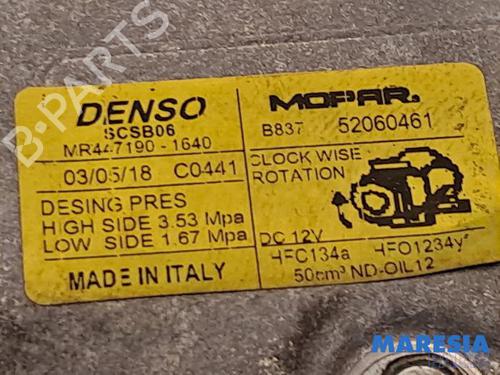 DENSO
SCSB06
MR447190-1640
03/05/18 C0441
DESING PRES
HIGH SIDE 3.53 Mpa
LOW SIDE 1.67 Mpa
MADE IN ITALY
MOPAR.
B837 52060461
CLOCK WISE
ROTATION
DC 12V
HFC134a HFO1234y
50cm³ ND-OIL12
B-PARTS
MARESIA